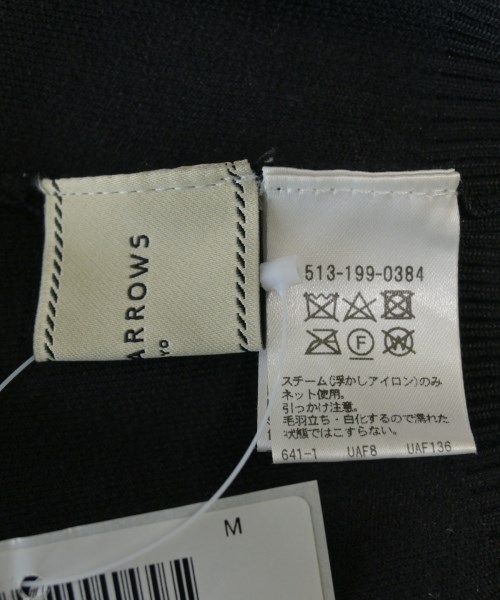 ARROWS
513-199-0384
F
W
スチーム(浮かしアイロン)のみ
ネット使用。
引っかけ注意。
毛羽立ち・白化するので濡れた
状態ではこすらない。
641-1 UAF8 UAF136
M